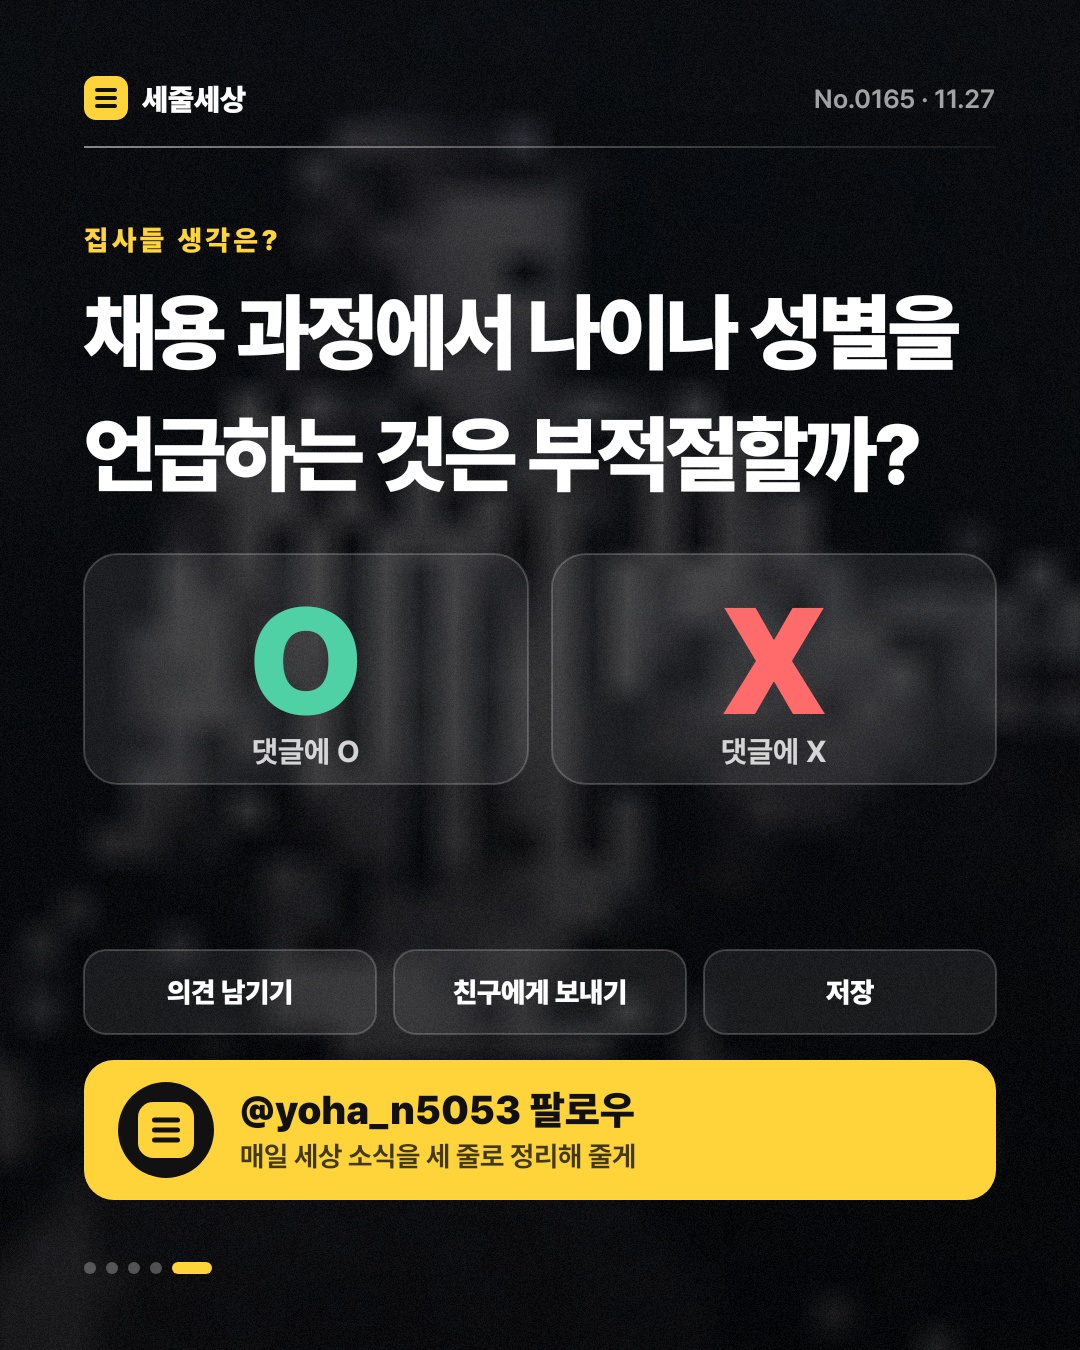 세줄세상
No.0165 · 11.27
집사들 생각은?
채용 과정에서 나이나 성별을
언급하는 것은 부적절할까?
O
댓글에 O
X
댓글에 X
의견 남기기
친구에게 보내기
저장
@yoha_n5053 팔로우
매일 세상 소식을 세 줄로 정리해 줄게